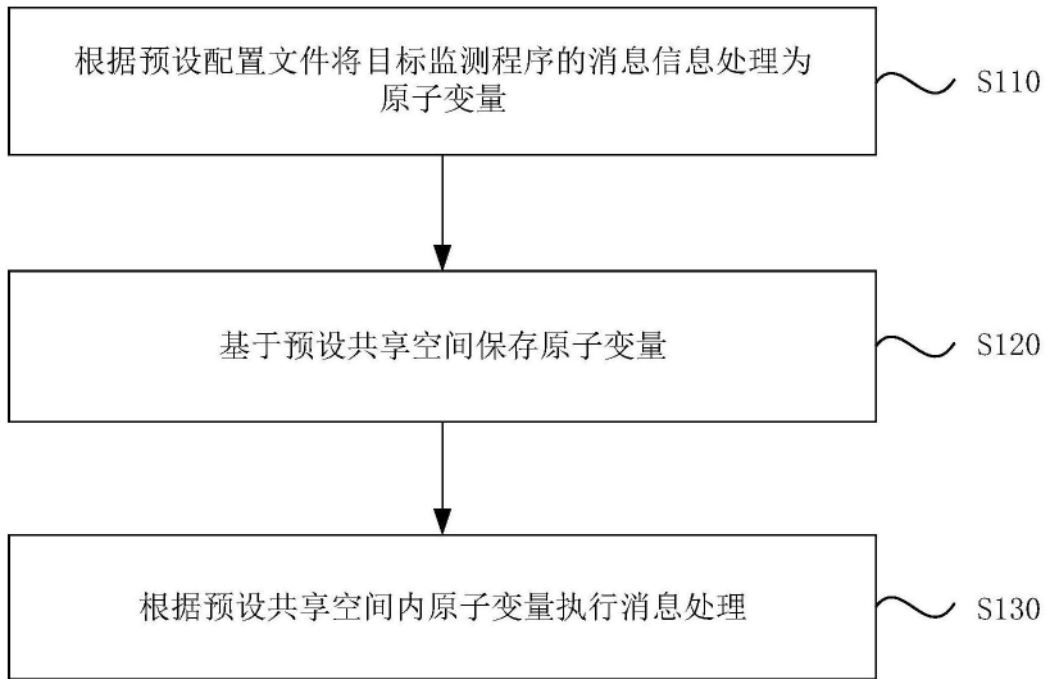 根据预设配置文件将目标监测程序的消息信息处理为
原子变量
S110
基于预设共享空间保存原子变量
S120
根据预设共享空间内原子变量执行消息处理
S130